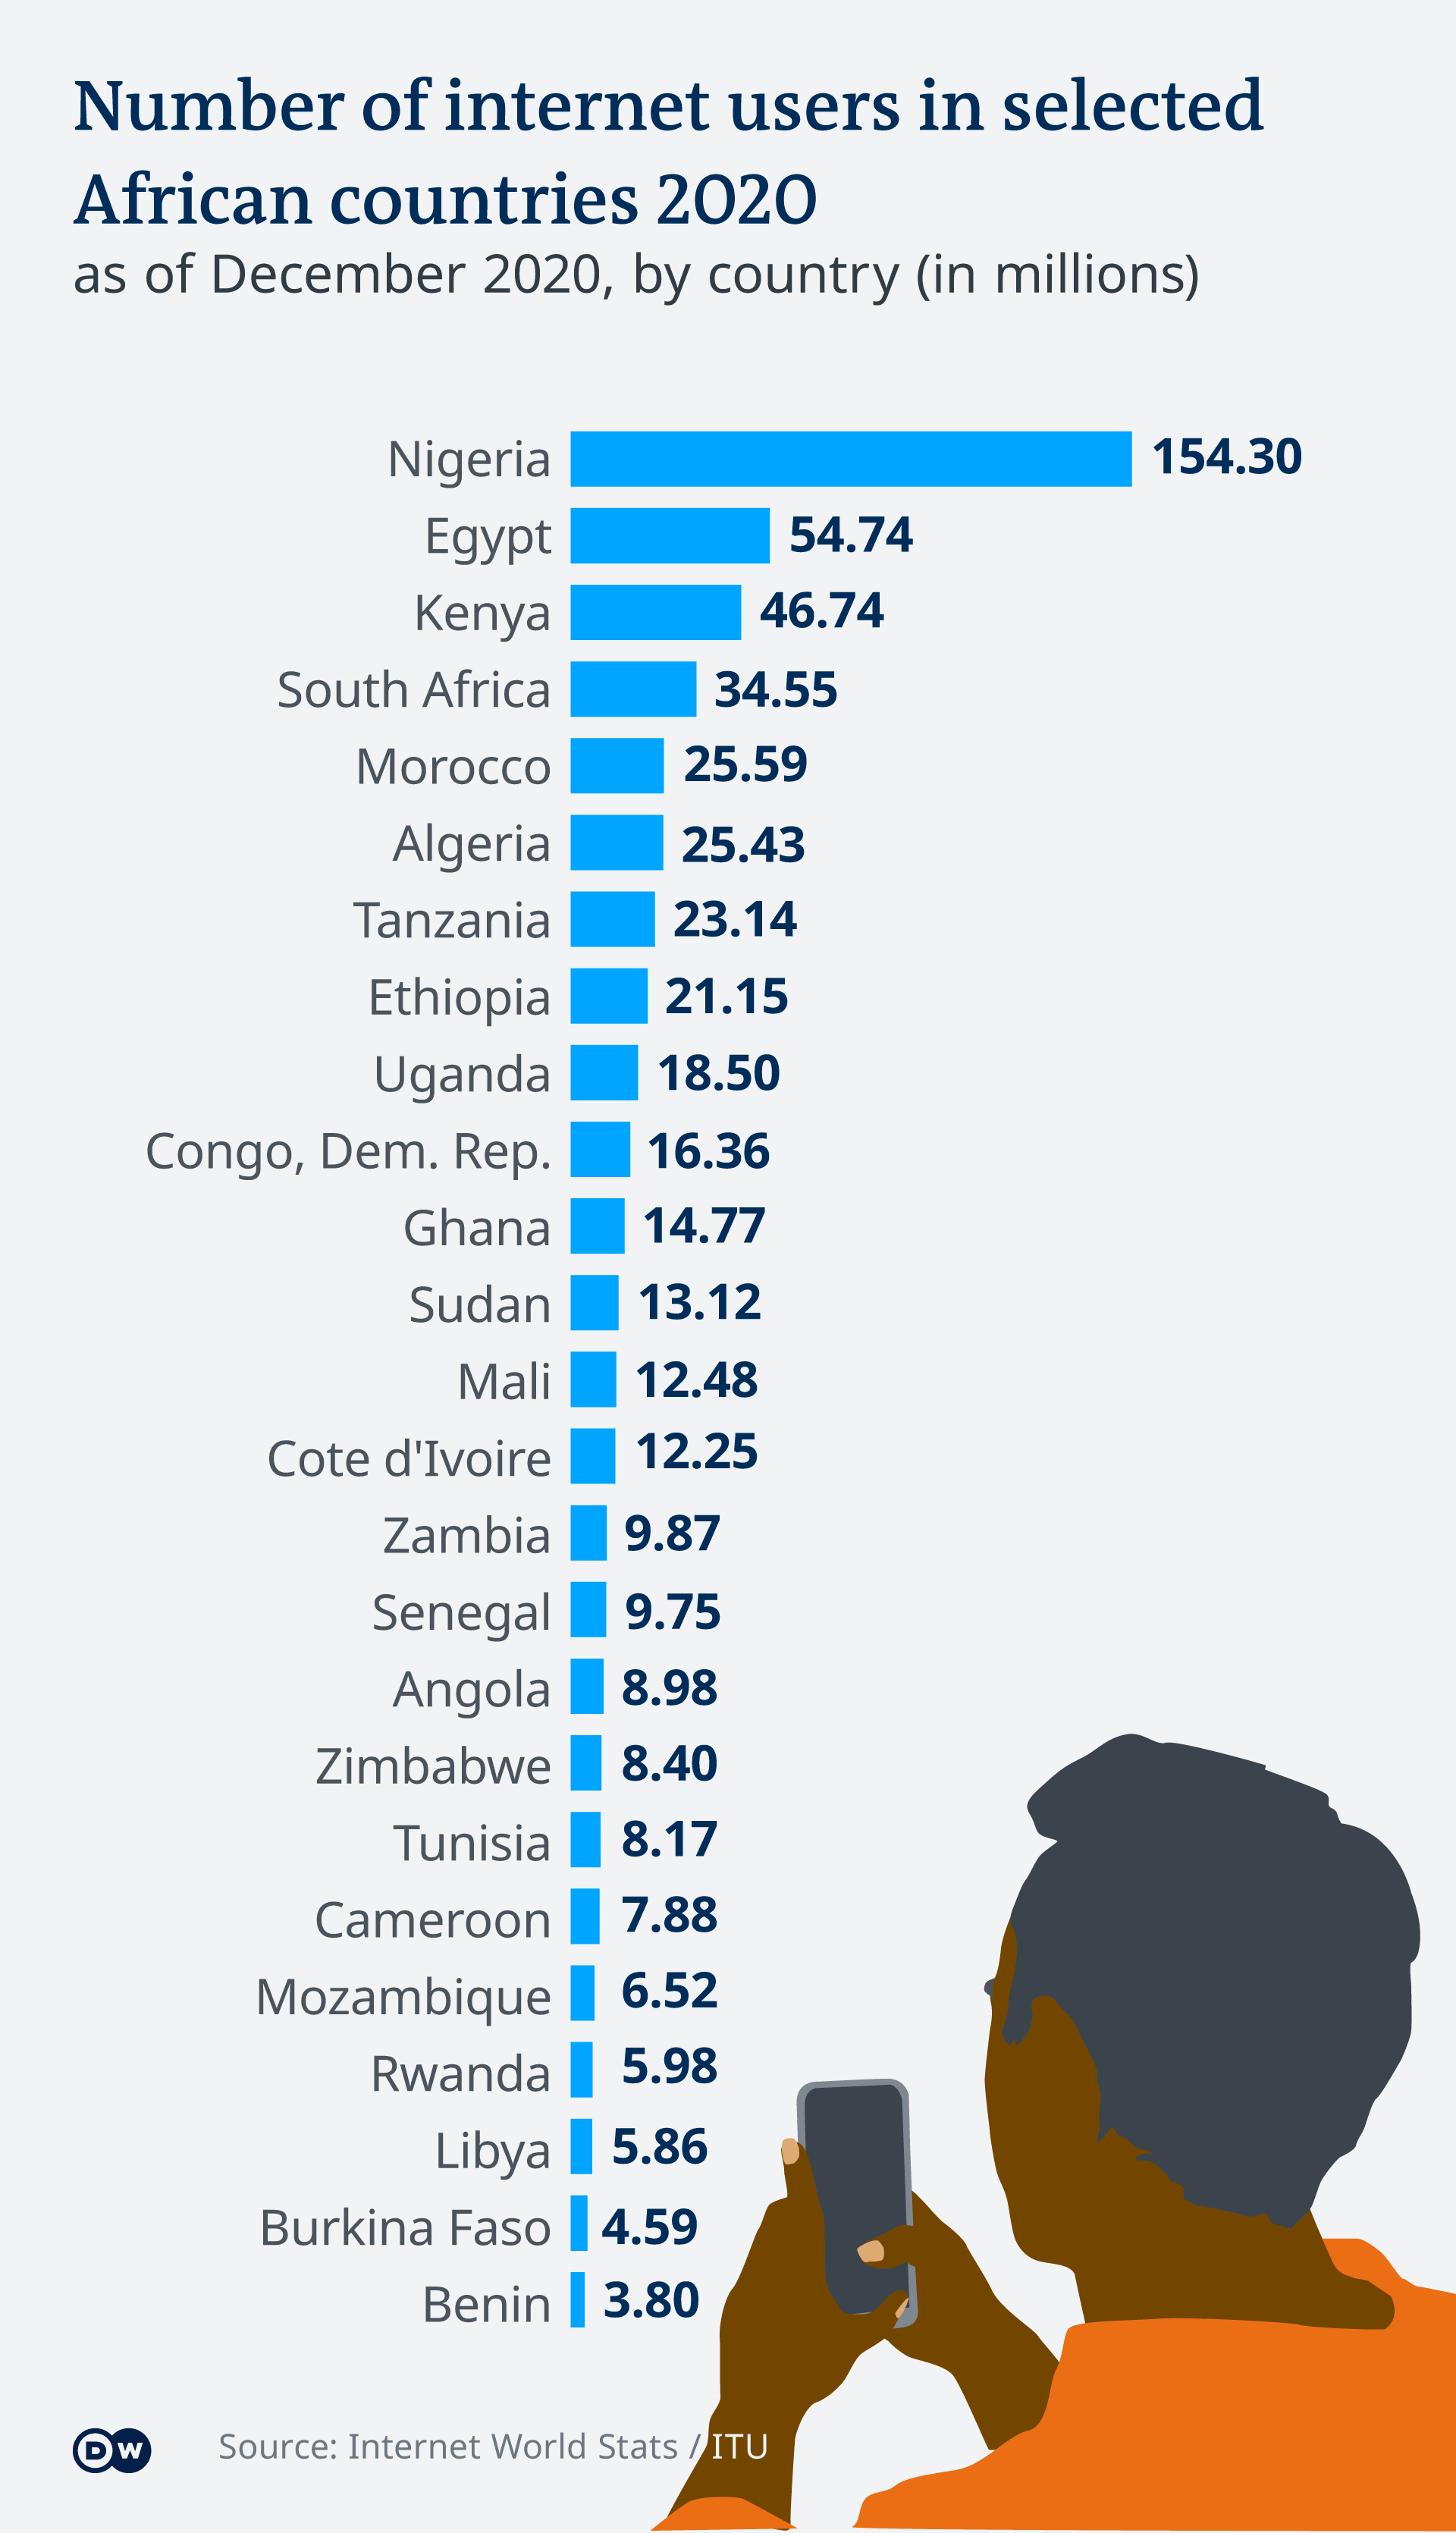 Number of internet users in selected
African countries 2020
as of December 2020, by country (in millions)
Nigeria 154.30
Egypt 54.74
Kenya 46.74
South Africa 34.55
Morocco 25.59
Algeria 25.43
Tanzania 23.14
Ethiopia 21.15
Uganda 18.50
Congo, Dem. Rep. 16.36
Ghana 14.77
Sudan 13.12
Mali 12.48
Cote d'Ivoire 12.25
Zambia 9.87
Senegal 9.75
Angola 8.98
Zimbabwe 8.40
Tunisia 8.17
Cameroon 7.88
Mozambique 6.52
Rwanda 5.98
Libya 5.86
Burkina Faso 4.59
Benin 3.80
DW Source: Internet World Stats / ITU